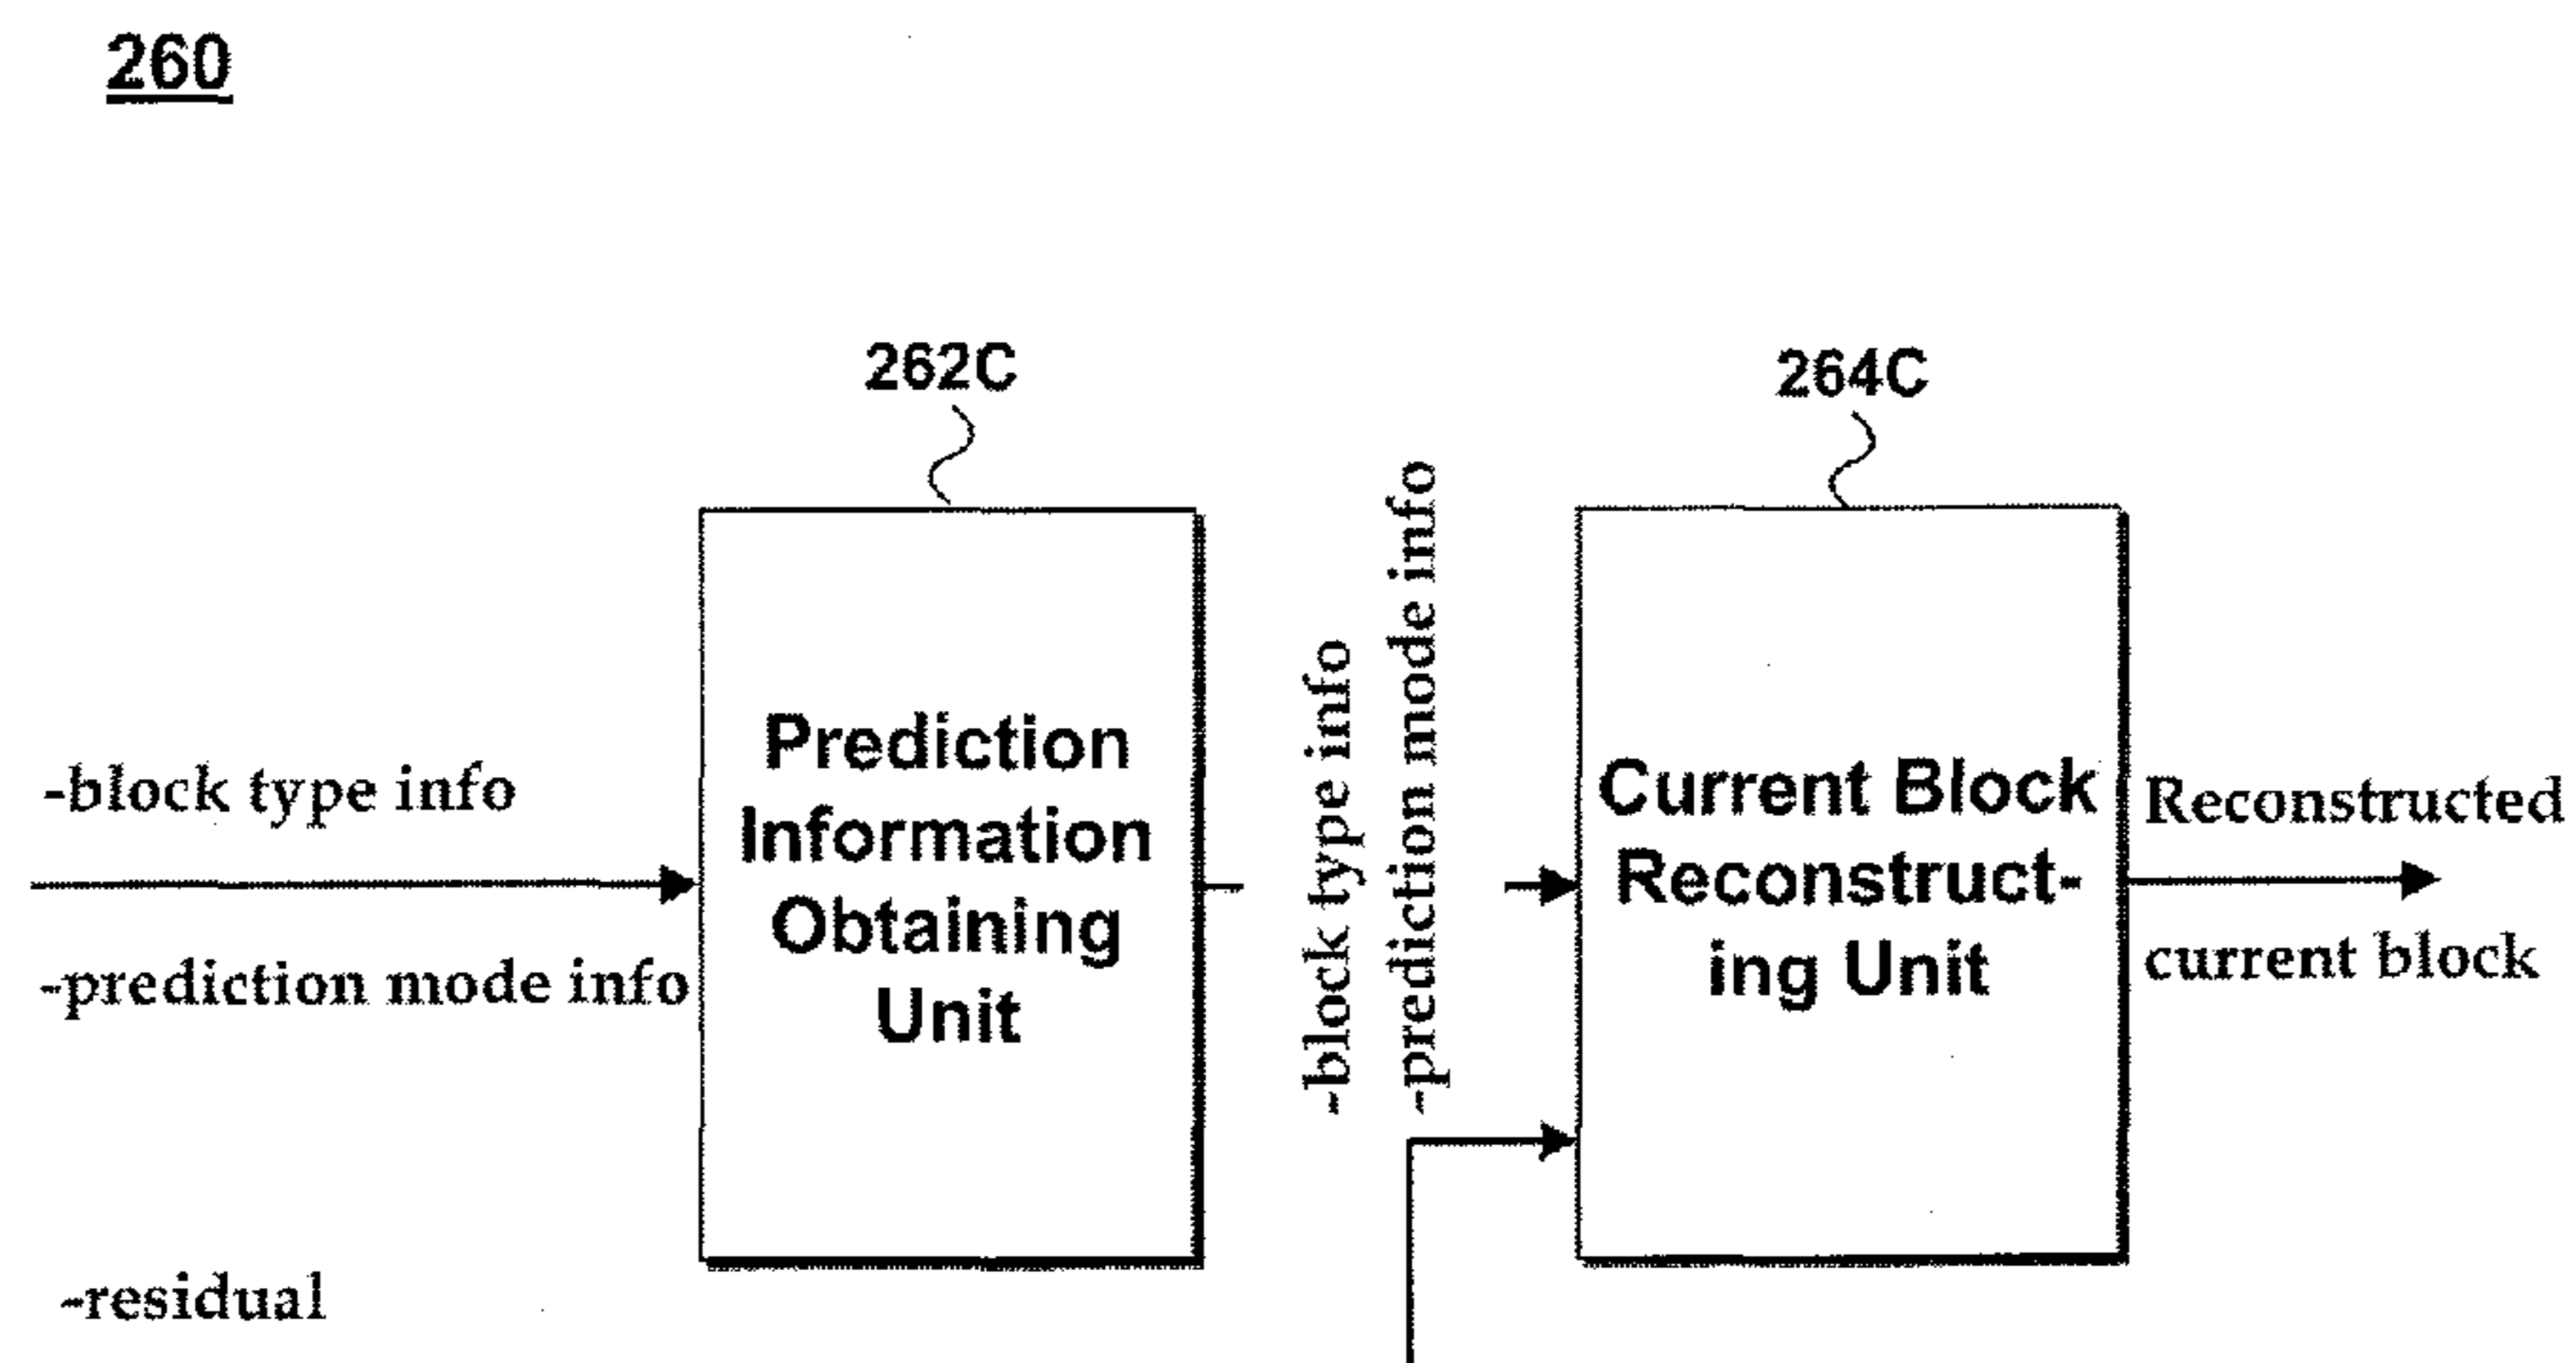 260
262C
264C
-block type info
-prediction mode info
-residual
Prediction
Information
Obtaining
Unit
-block type info
-prediction mode info
Current Block
Reconstruct-
ing Unit
Reconstructed
current block